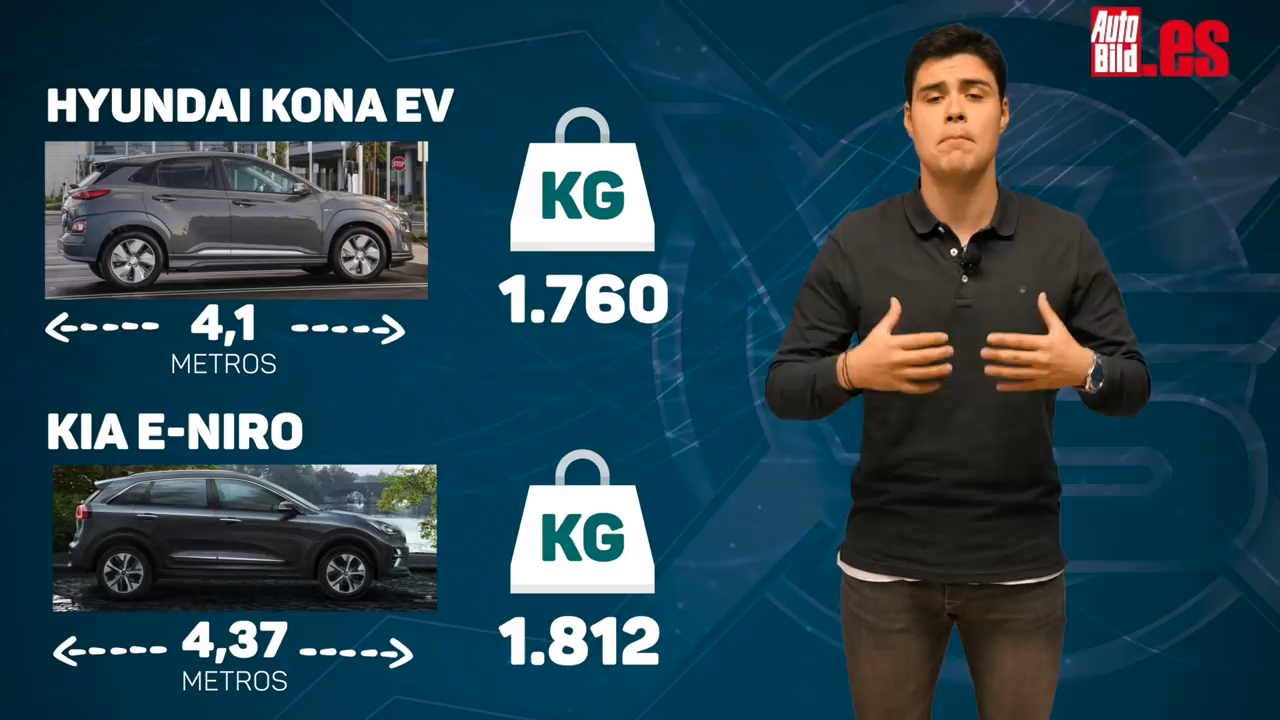 HYUNDAI KONA EV
STOP
KG
1.760
4,1
METROS
KIA E-NIRO
KG
1.812
4,37
METROS
Auto
Bild
.es